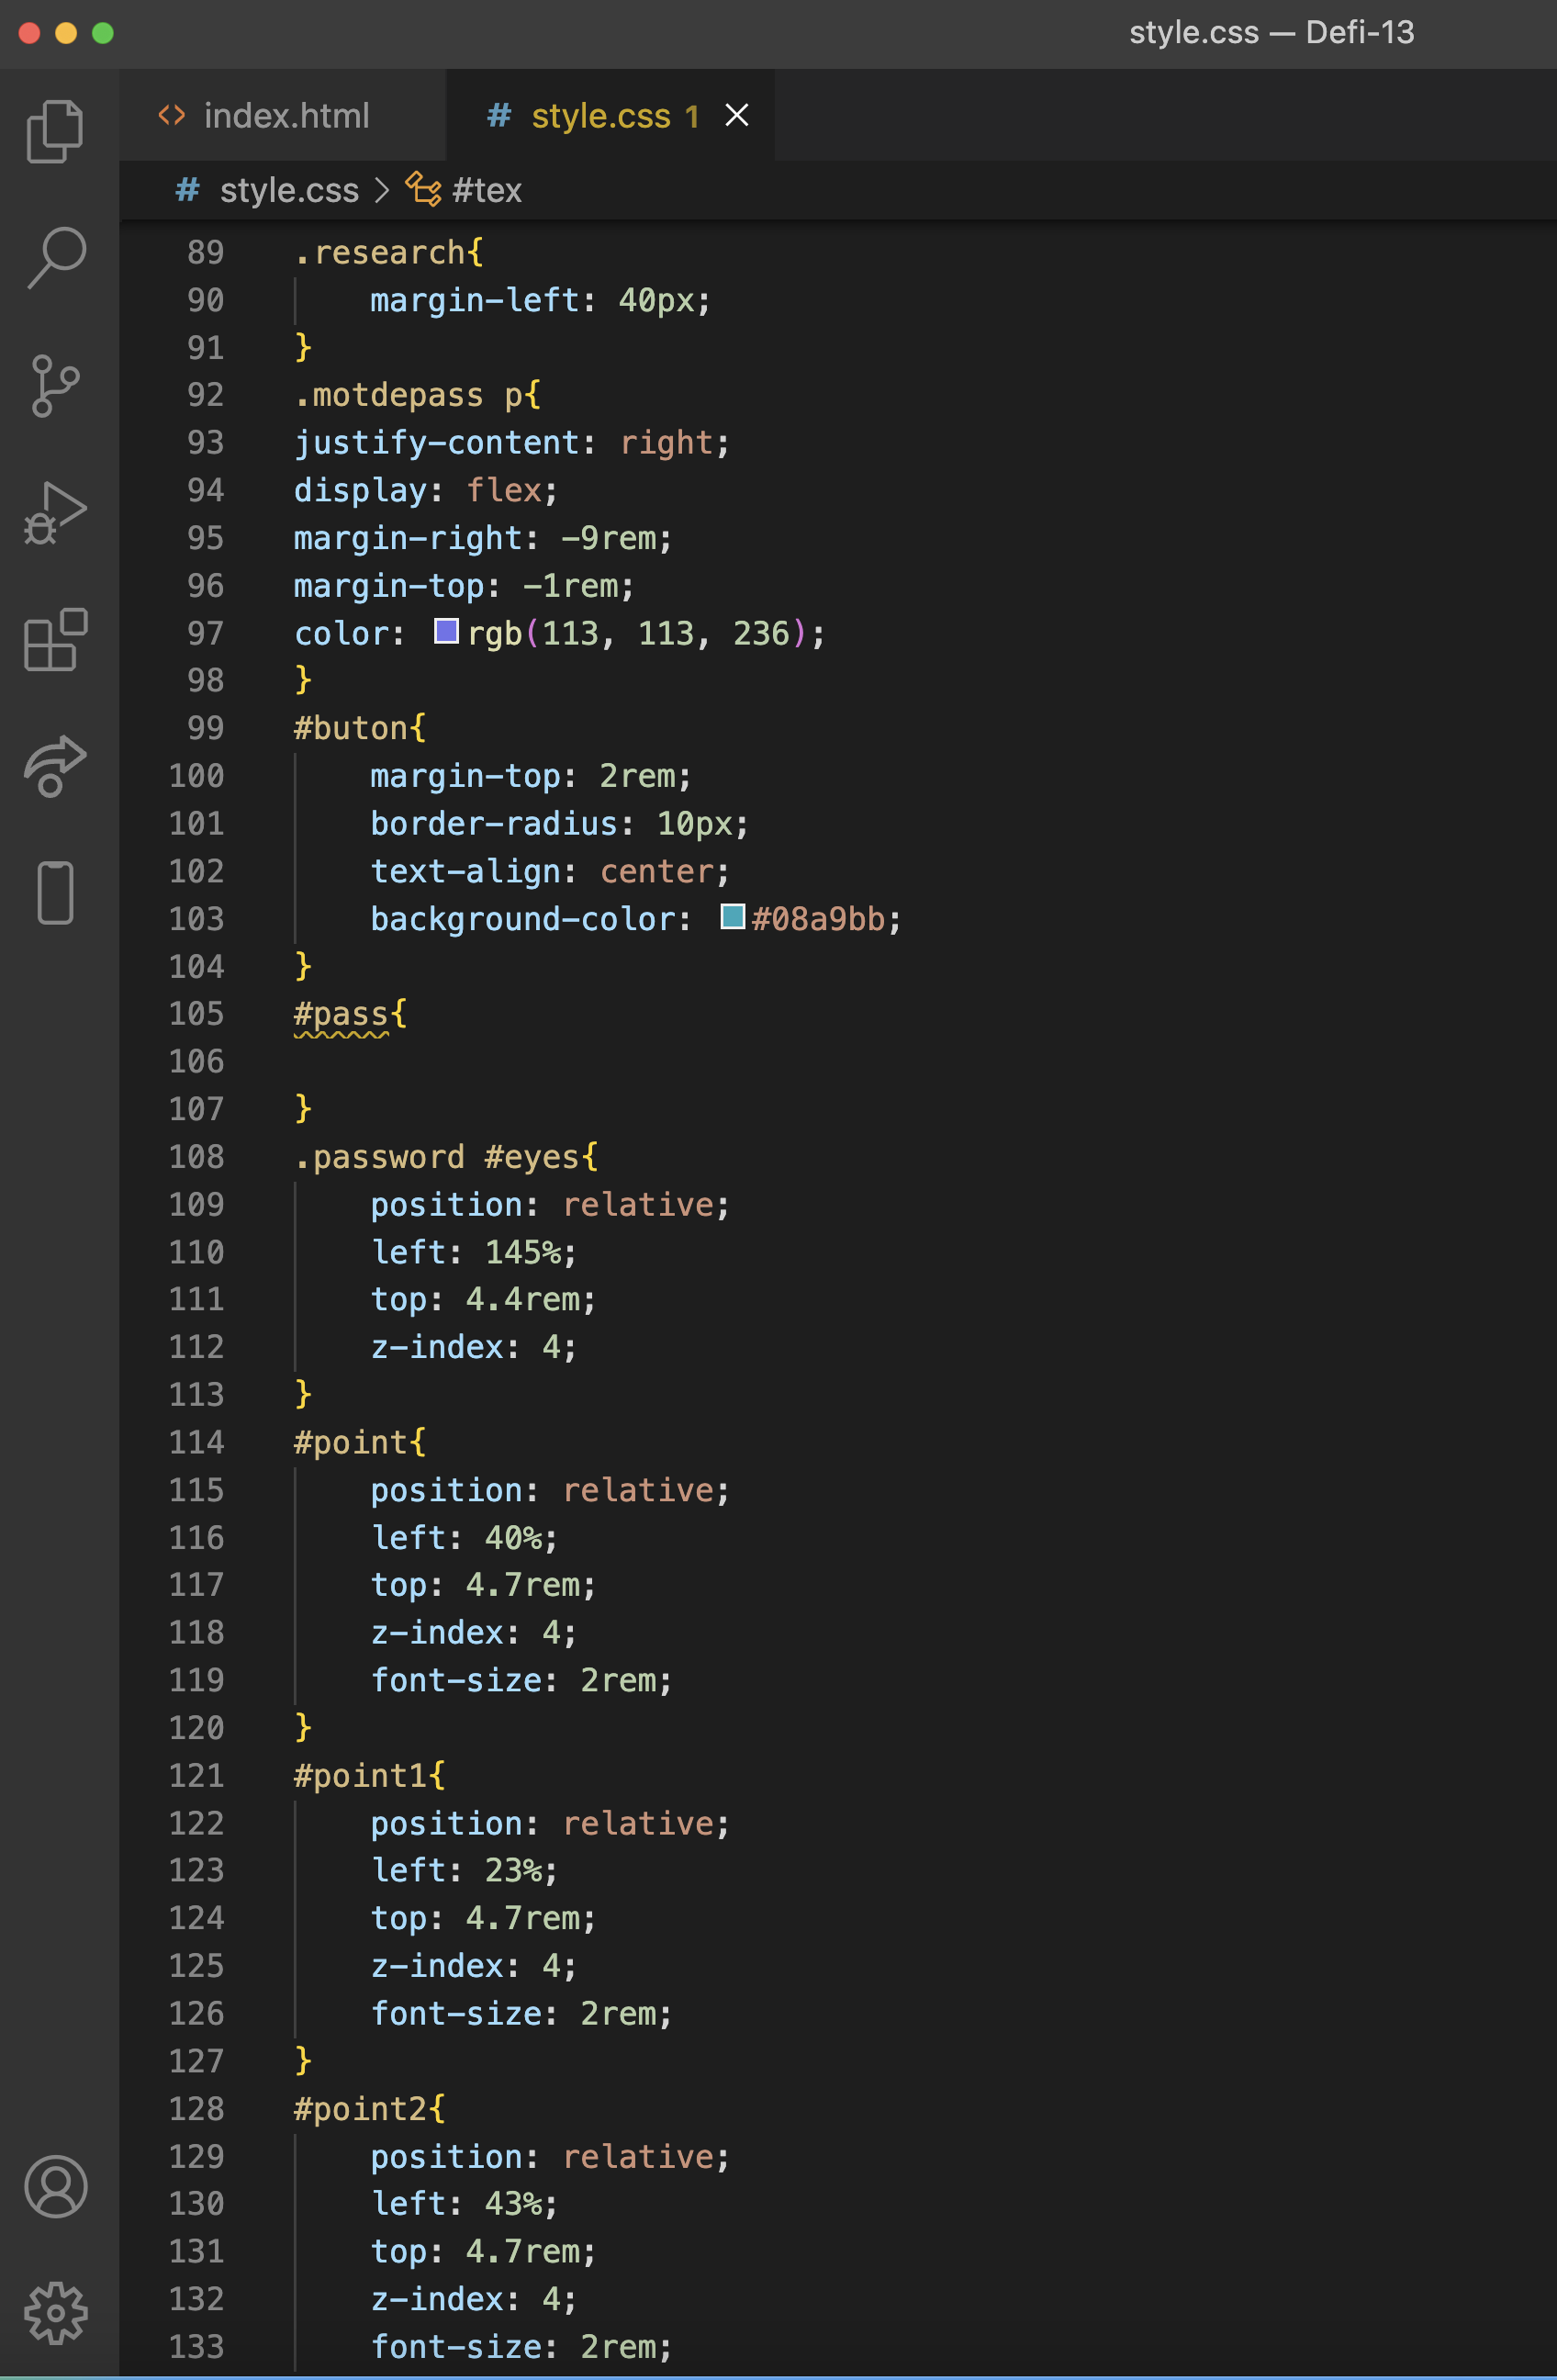 style.css — Defi-13
<> index.html # style.css 1
# style.css > #tex
89 .research{
90 margin-left: 40px;
91 }
92 .motdepass p{
93 justify-content: right;
94 display: flex;
95 margin-right: -9rem;
96 margin-top: -1rem;
97 color: rgb(113, 113, 236);
98 }
99 #buton{
100 margin-top: 2rem;
101 border-radius: 10px;
102 text-align: center;
103 background-color: #08a9bb;
104 }
105 #pass{
106
107 }
108 .password #eyes{
109 position: relative;
110 left: 145%;
111 top: 4.4rem;
112 z-index: 4;
113 }
114 #point{
115 position: relative;
116 left: 40%;
117 top: 4.7rem;
118 z-index: 4;
119 font-size: 2rem;
120 }
121 #point1{
122 position: relative;
123 left: 23%;
124 top: 4.7rem;
125 z-index: 4;
126 font-size: 2rem;
127 }
128 #point2{
129 position: relative;
130 left: 43%;
131 top: 4.7rem;
132 z-index: 4;
133 font-size: 2rem;